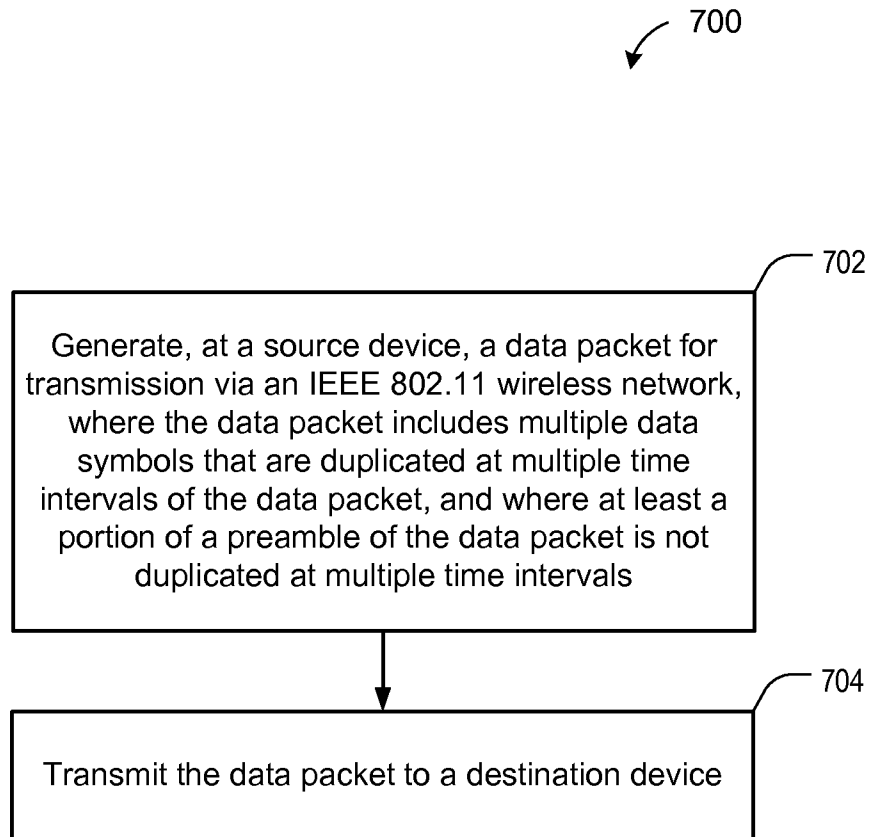 700
702
Generate, at a source device, a data packet for
transmission via an IEEE 802.11 wireless network,
where the data packet includes multiple data
symbols that are duplicated at multiple time
intervals of the data packet, and where at least a
portion of a preamble of the data packet is not
duplicated at multiple time intervals
704
Transmit the data packet to a destination device